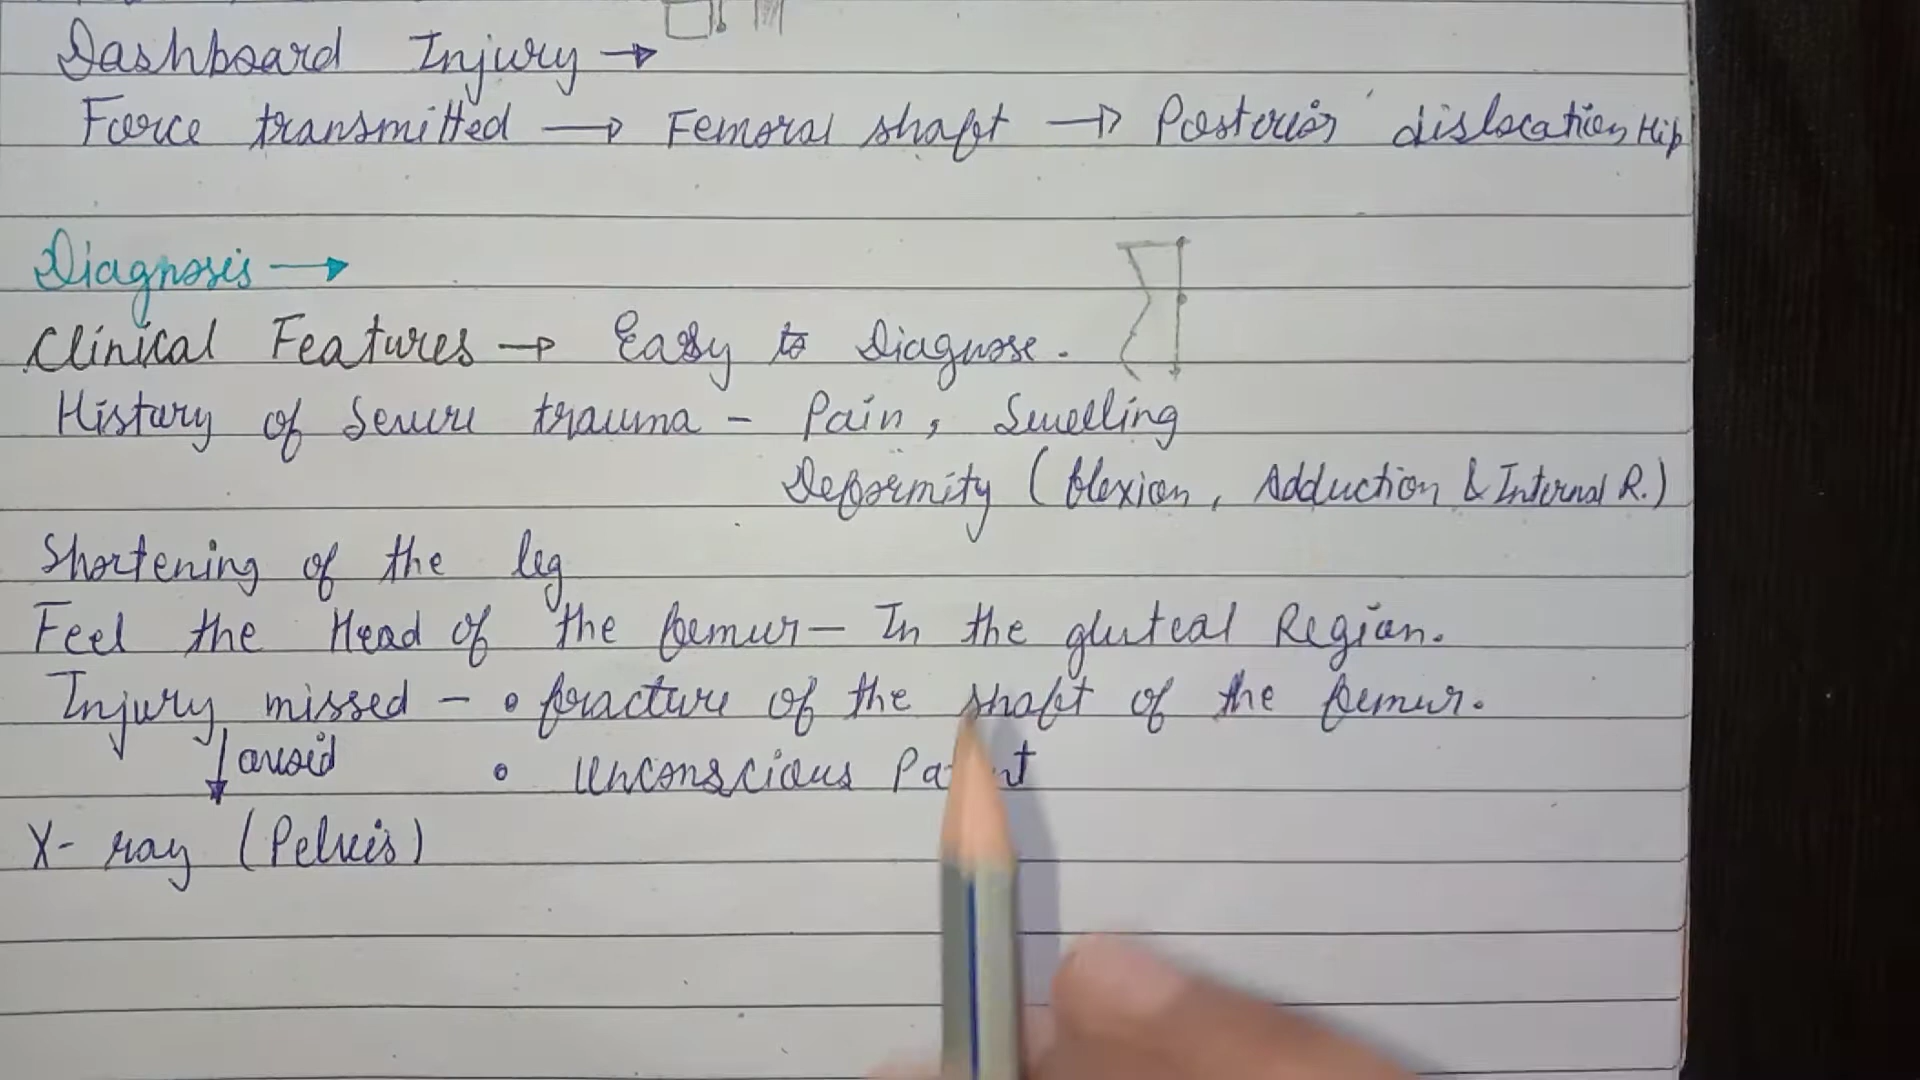 Dashboard Injury →
Force transmitted → Femoral shaft → Posterior dislocation Hip
Diagnosis →
Clinical Features → Easy to Diagnose.
History of Severe trauma - Pain, Swelling
Deformity (flexion, Adduction & Internal R.)
Shortening of the leg
Feel the Head of the femur - In the gluteal Region.
Injury missed - • fracture of the shaft of the femur.
↓ avoid • Unconscious
X-ray (Pelvis)